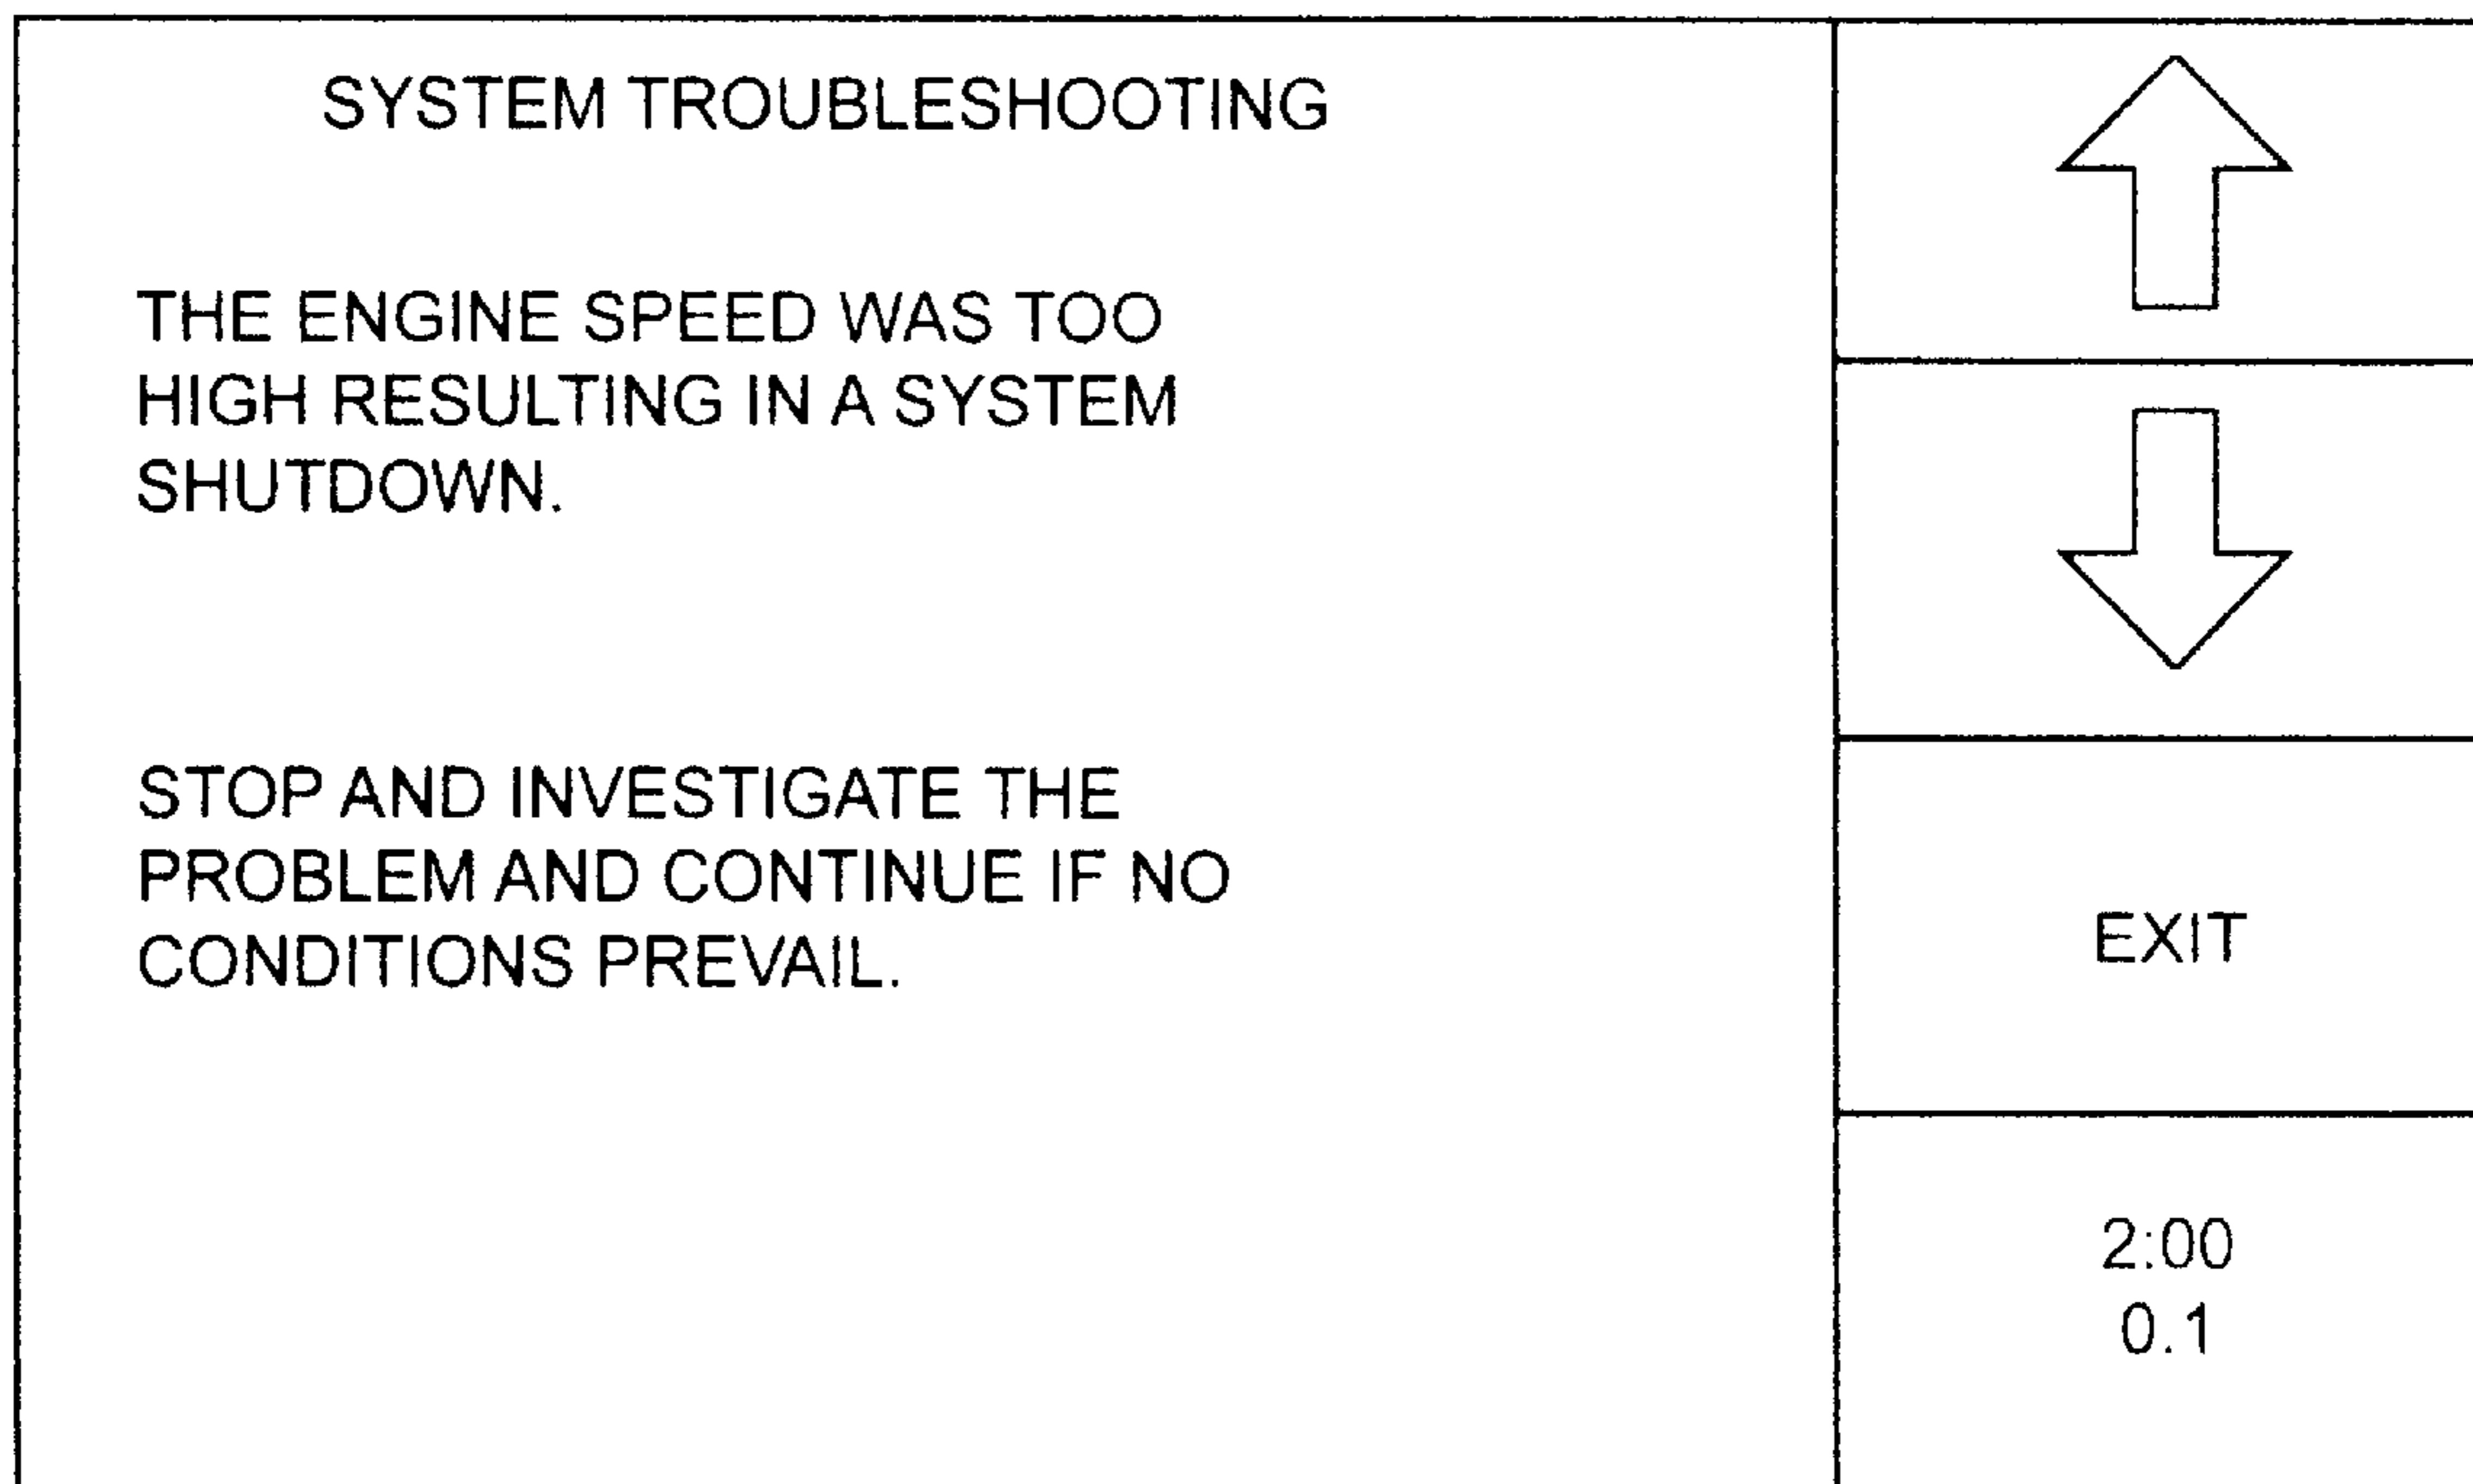 SYSTEM TROUBLESHOOTING
THE ENGINE SPEED WAS TOO
HIGH RESULTING IN A SYSTEM
SHUTDOWN.
STOP AND INVESTIGATE THE
PROBLEM AND CONTINUE IF NO
CONDITIONS PREVAIL.
EXIT
2:00
0.1